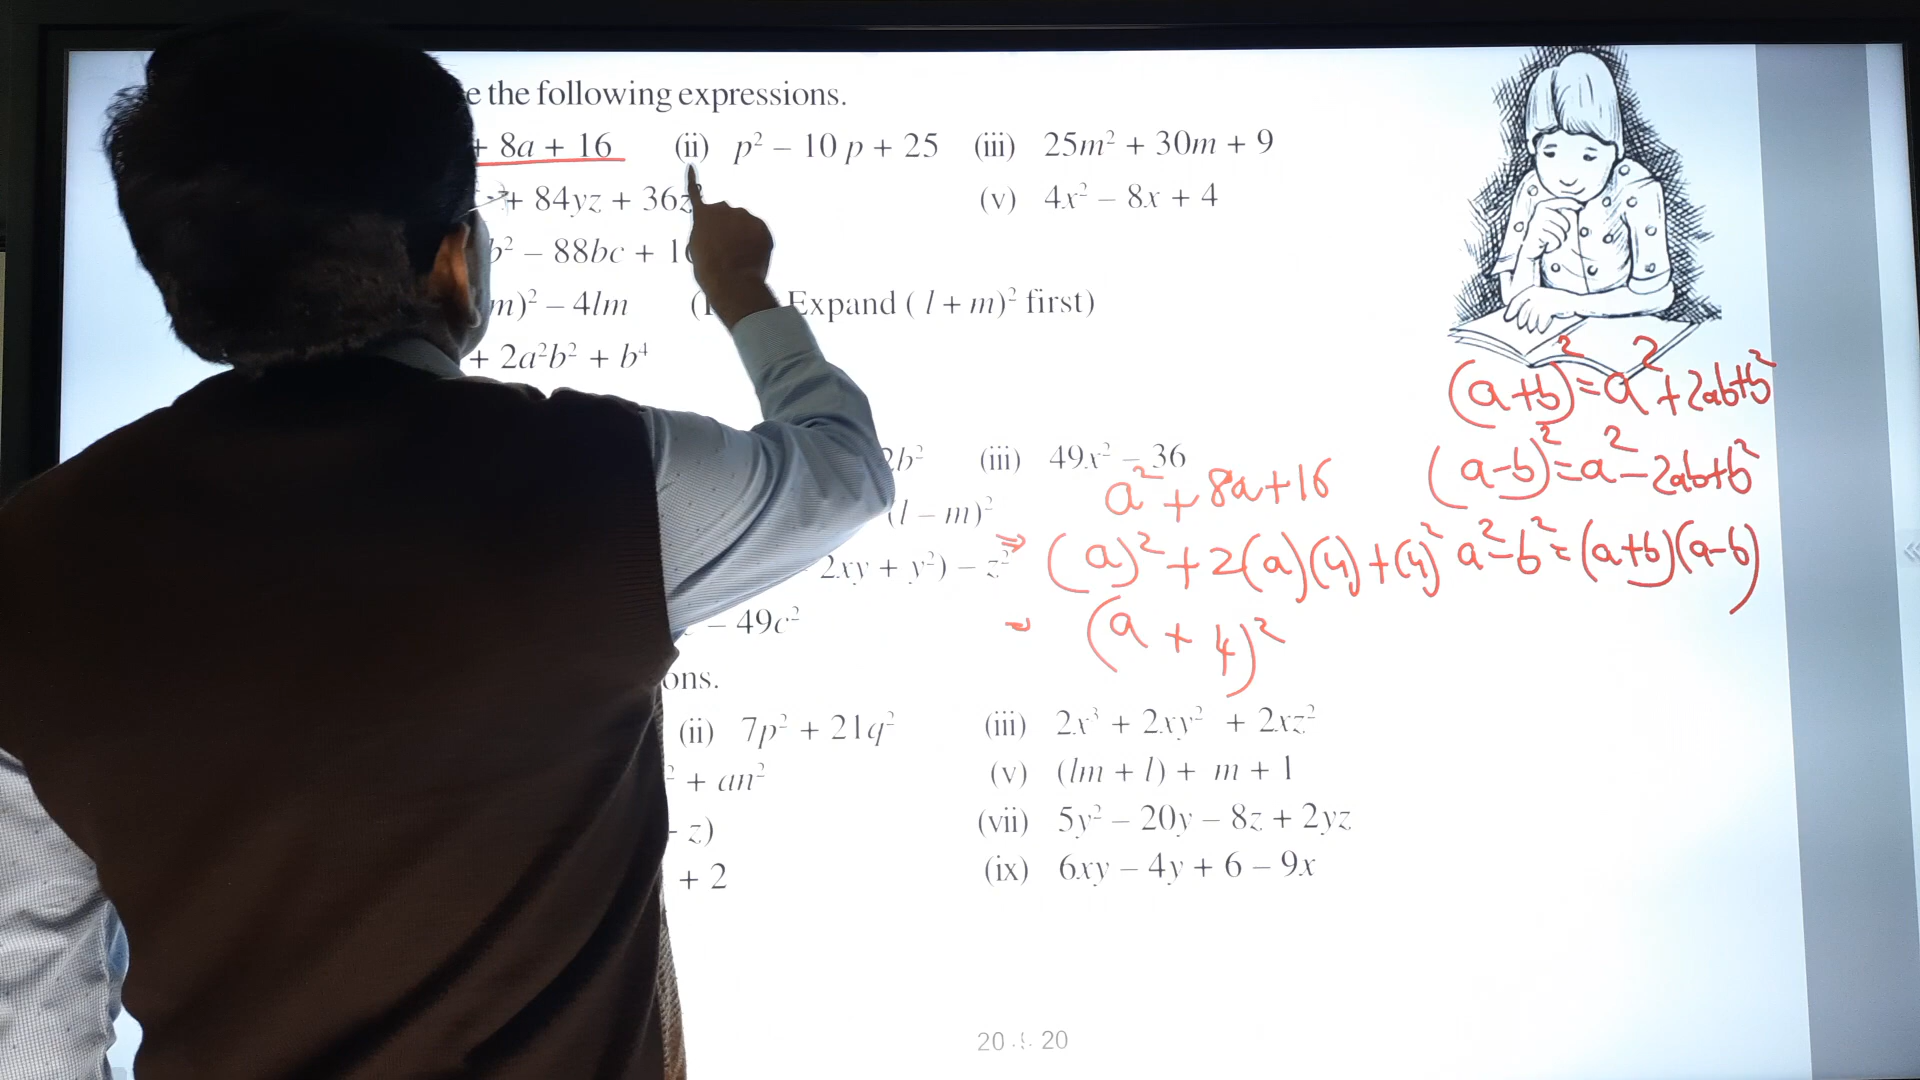 the following expressions.
+ 8a + 16 (ii) p² – 10 p + 25 (iii) 25m² + 30m + 9
+ 84yz + 36z (v) 4x² – 8x + 4
b² – 88bc + 1
m)² – 4lm Expand ( l + m)² first)
+ 2a²b² + b⁴
(a+b)² = a² + 2ab + b²
2b² (iii) 49x² – 36
(a-b)² = a² - 2ab + b²
a² + 8a + 16
(l – m)²
⇒ (a)² + 2(a)(4) + (4)²
a² - b² = (a+b)(a-b)
2xy + y²) – z²
– 49c²
= (a + 4)²
ons.
(ii) 7p² + 21q² (iii) 2x³ + 2xy² + 2xz²
+ an² (v) (lm + l) + m + 1
- z) (vii) 5y² – 20y – 8z + 2yz
+ 2 (ix) 6xy – 4y + 6 – 9x